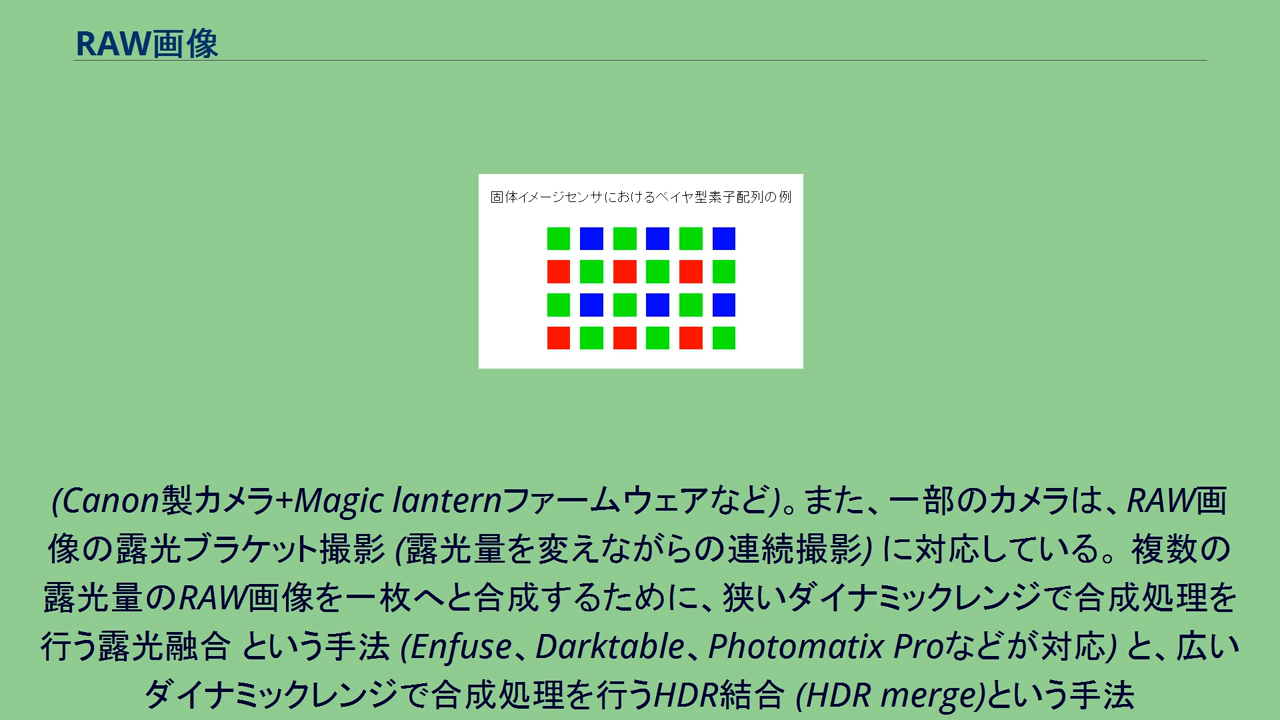 RAW画像
固体イメージセンサにおけるベイヤ型素子配列の例
(Canon製カメラ+Magic lanternファームウェアなど)。また、一部のカメラは、RAW画
像の露光ブラケット撮影 (露光量を変えながらの連続撮影) に対応している。 複数の
露光量のRAW画像を一枚へと合成するために、狭いダイナミックレンジで合成処理を
行う露光融合 という手法 (Enfuse、Darktable、Photomatix Proなどが対応) と、広い
ダイナミックレンジで合成処理を行うHDR結合 (HDR merge)という手法